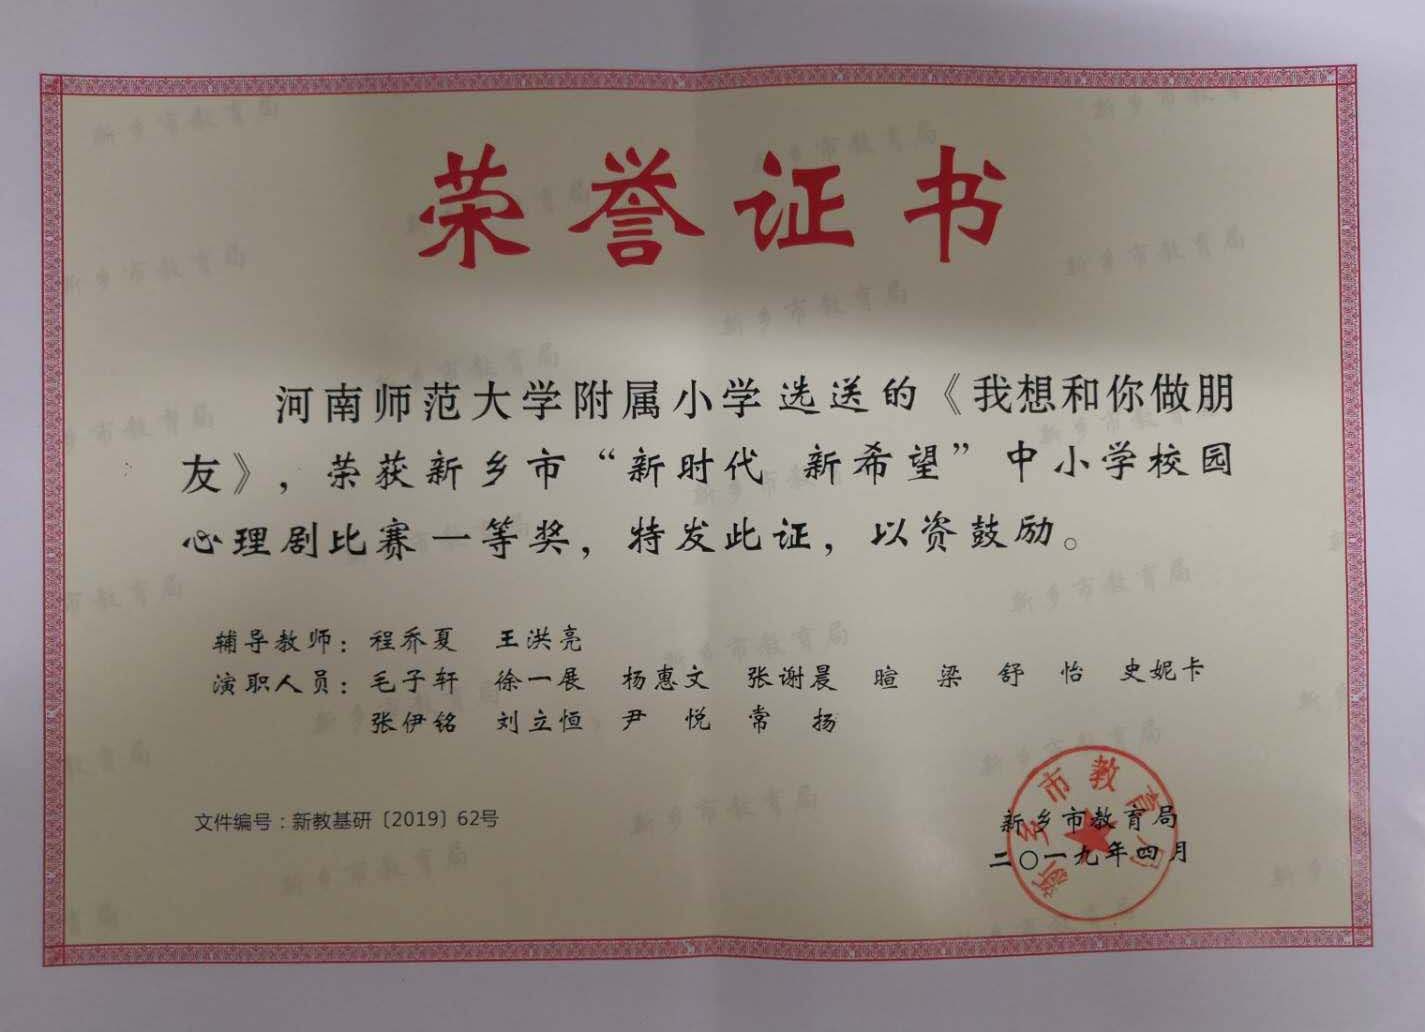 荣誉证书
河南师范大学附属小学选送的《我想和你做朋
友》，荣获新乡市“新时代 新希望”中小学校园
心理剧比赛一等奖，特发此证，以资鼓励。
辅导教师：程乔夏 王洪亮
演职人员：毛子轩 徐一展 杨惠文 张谢晨 暄 梁 舒 怡 史妮卡
张伊铭 刘立恒 尹 悦 常 扬
文件编号：新教基研〔2019〕62号
新乡市教育局
二〇一九年四月
新乡市教育局